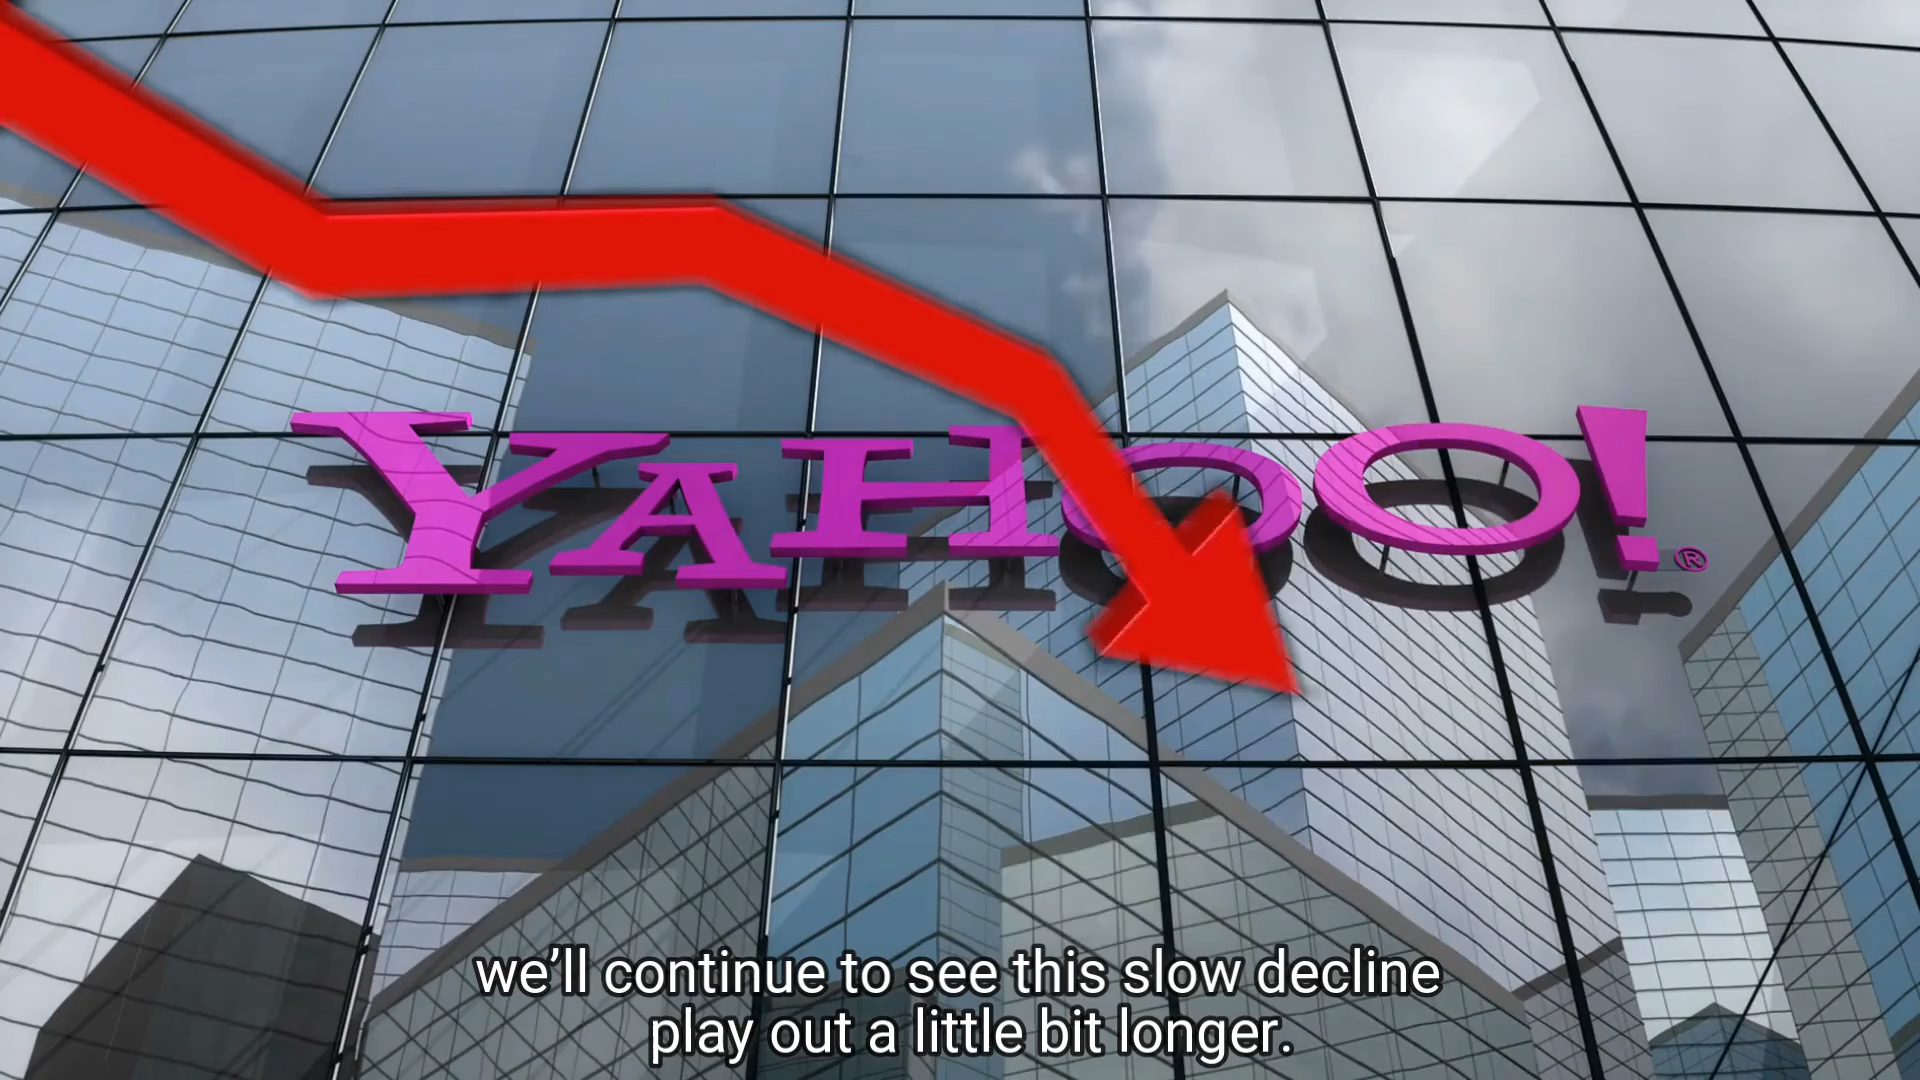 YAHOO!®
we’ll continue to see this slow decline
play out a little bit longer.